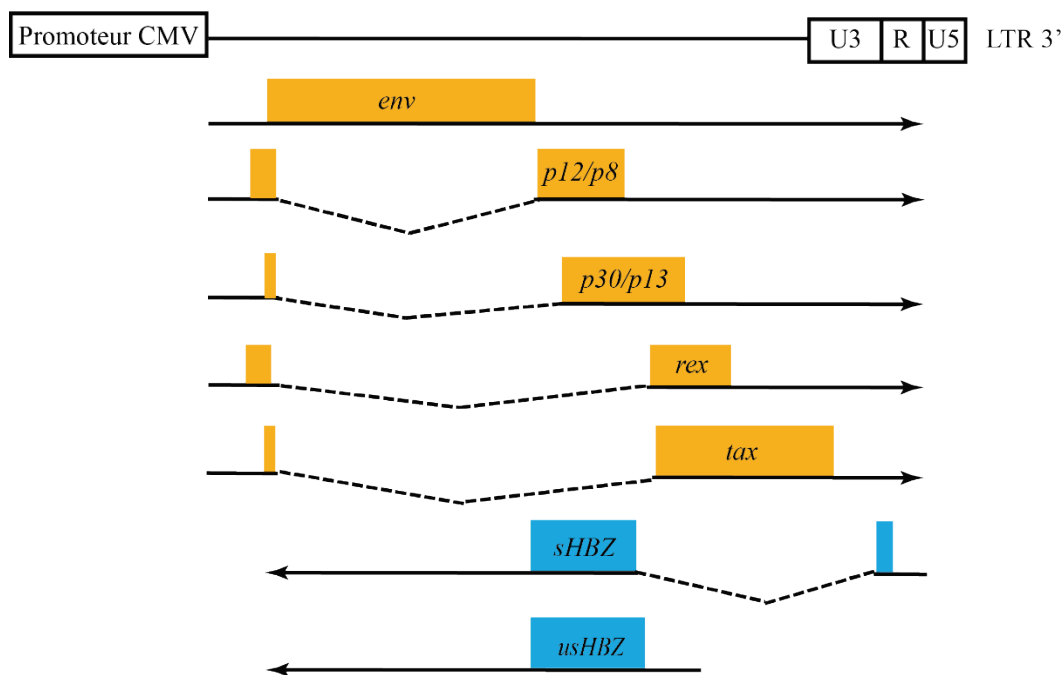 Promoteur CMV U3 R U5 LTR 3’
env
p12/p8
p30/p13
rex
tax
sHBZ
usHBZ